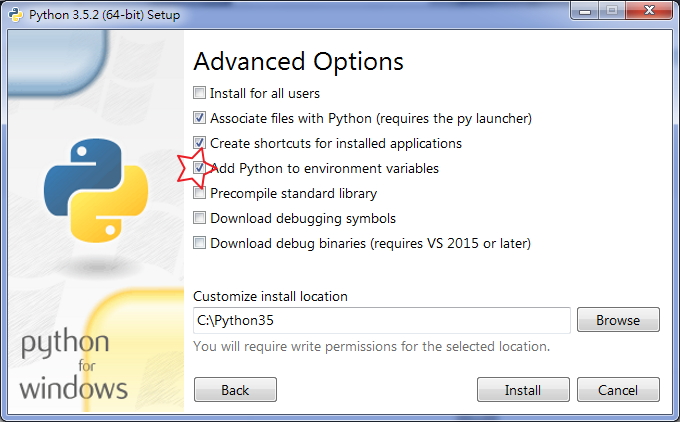 Python 3.5.2 (64-bit) Setup
Advanced Options
Install for all users
Associate files with Python (requires the py launcher)
Create shortcuts for installed applications
Add Python to environment variables
Precompile standard library
Download debugging symbols
Download debug binaries (requires VS 2015 or later)
Customize install location
C:\Python35
Browse
You will require write permissions for the selected location.
python
for
windows
Back
Install
Cancel